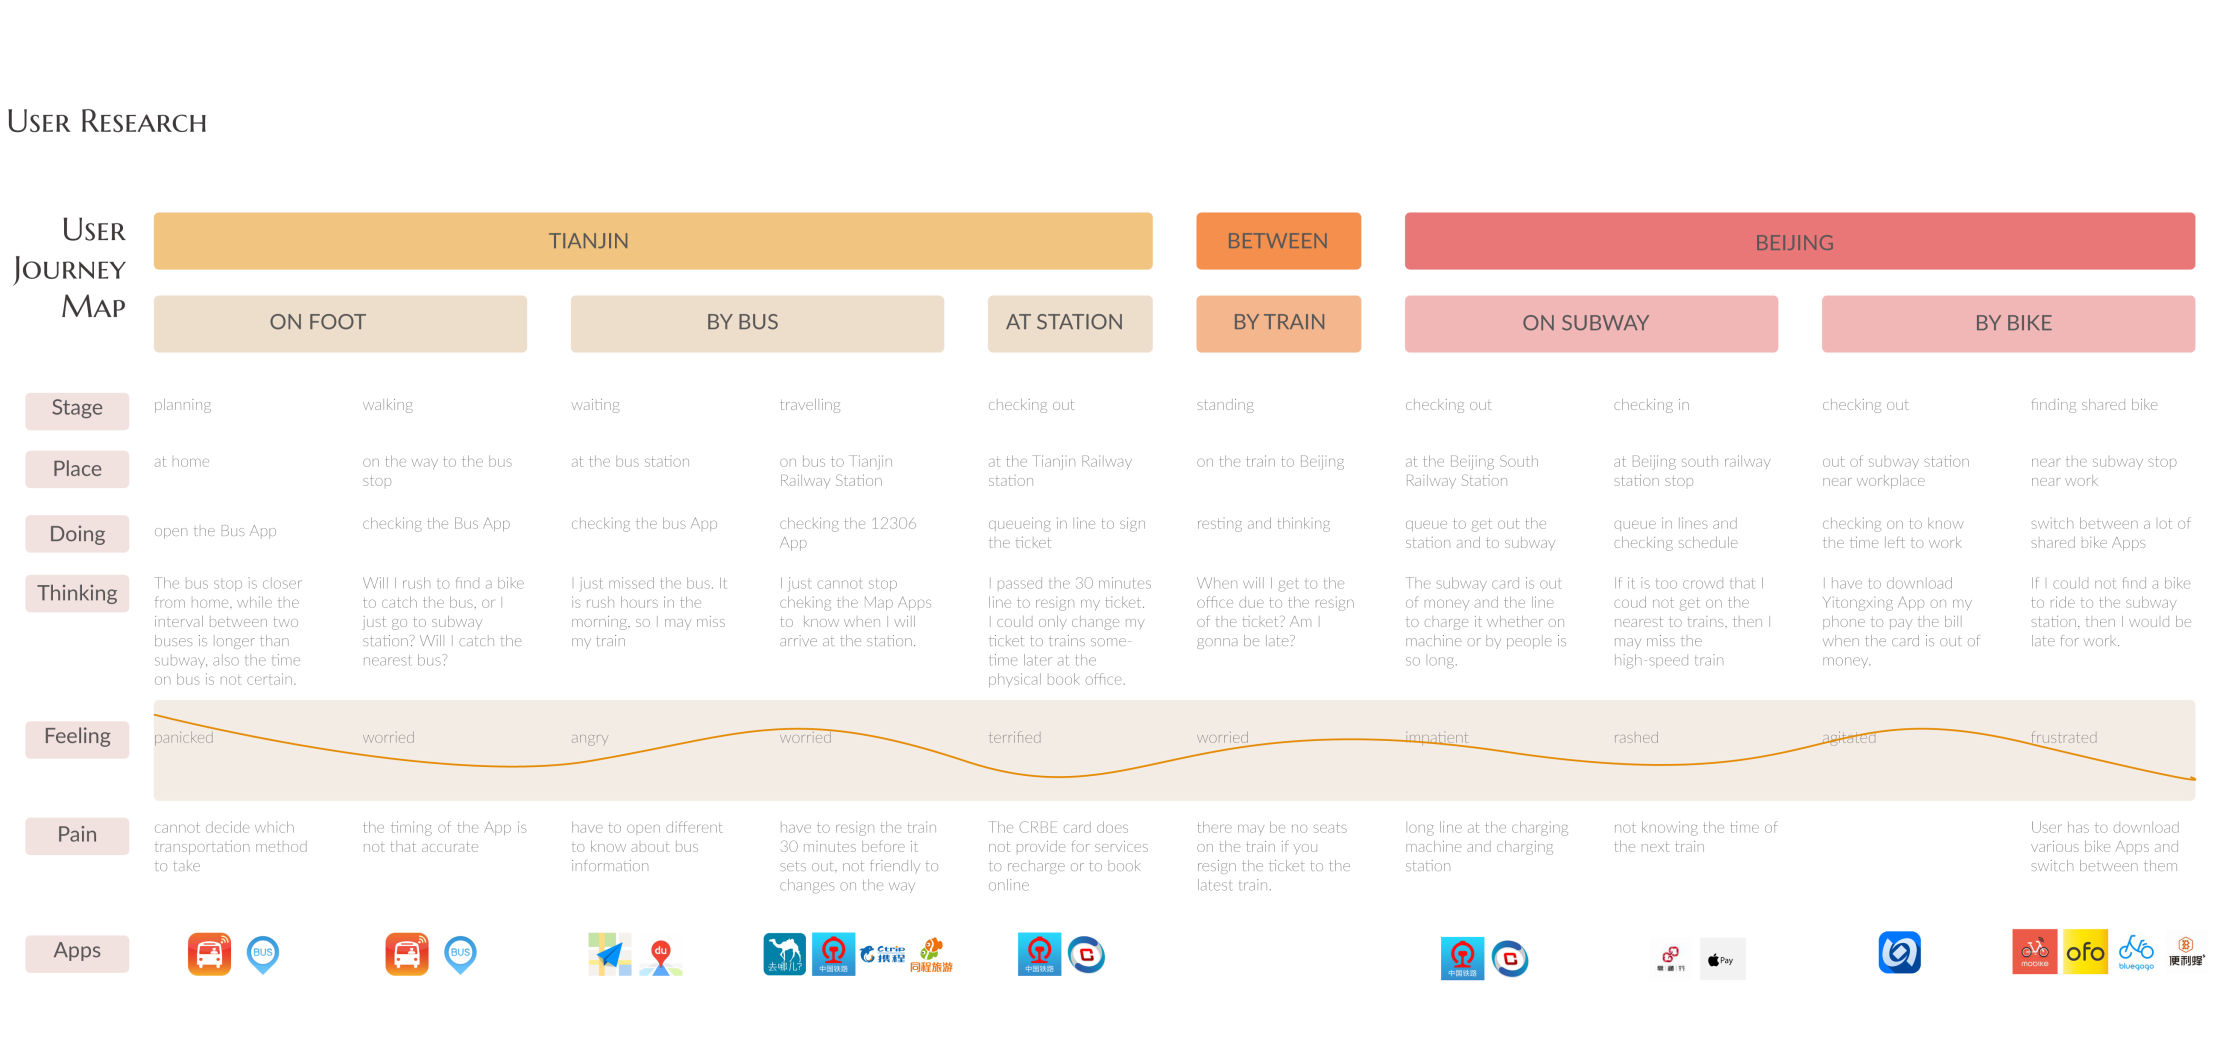 USER RESEARCH
USER
JOURNEY
MAP
TIANJIN
BETWEEN
BEIJING
ON FOOT
BY BUS
AT STATION
BY TRAIN
ON SUBWAY
BY BIKE
Stage
planning
walking
waiting
travelling
checking out
standing
checking out
checking in
checking out
finding shared bike
Place
at home
on the way to the bus
stop
at the bus station
on bus to Tianjin
Railway Station
at the Tianjin Railway
station
on the train to Beijing
at the Beijing South
Railway Station
at Beijing south railway
station stop
out of subway station
near workplace
near the subway stop
near work
Doing
open the Bus App
checking the Bus App
checking the bus App
checking the 12306
App
queueing in line to sign
the ticket
resting and thinking
queue to get out the
station and to subway
queue in lines and
checking schedule
checking on to know
the time left to work
switch between a lot of
shared bike Apps
Thinking
The bus stop is closer
from home, while the
interval between two
buses is longer than
subway, also the time
on bus is not certain.
Will I rush to find a bike
to catch the bus, or I
just go to subway
station? Will I catch the
nearest bus?
I just missed the bus. It
is rush hours in the
morning. so I may miss
my train
I just cannot stop
cheking the Map Apps
to know when I will
arrive at the station.
I passed the 30 minutes
line to resign my ticket.
I could only change my
ticket to trains some-
time later at the
physical book office.
When will I get to the
office due to the resign
of the ticket? Am I
gonna be late?
The subway card is out
of money and the line
to charge it whether on
machine or by people is
so long.
If it is too crowd that I
coud not get on the
nearest to trains, then I
may miss the
high-speed train
I have to download
Yitongxing App on my
phone to pay the bill
when the card is out of
money.
If I could not find a bike
to ride to the subway
station, then I would be
late for work.
Feeling
panicked
worried
angry
worried
terrified
worried
impatient
rashed
agitated
frustrated
Pain
cannot decide which
transportation method
to take
the timing of the App is
not that accurate
have to open different
to know about bus
information
have to resign the train
30 minutes before it
sets out, not friendly to
changes on the way
The CRBE card does
not provide for services
to recharge or to book
online
there may be no seats
on the train if you
resign the ticket to the
latest train.
long line at the charging
machine and charging
station
not knowing the time of
the next train
User has to download
various bike Apps and
switch between them
Apps
BUS
BUS
du
去哪儿?
中国铁路
Ctrip
携程
同程旅游
中国铁路
C
中国铁路
C
Pay
mobike
ofo
bluegogo
便利蜂